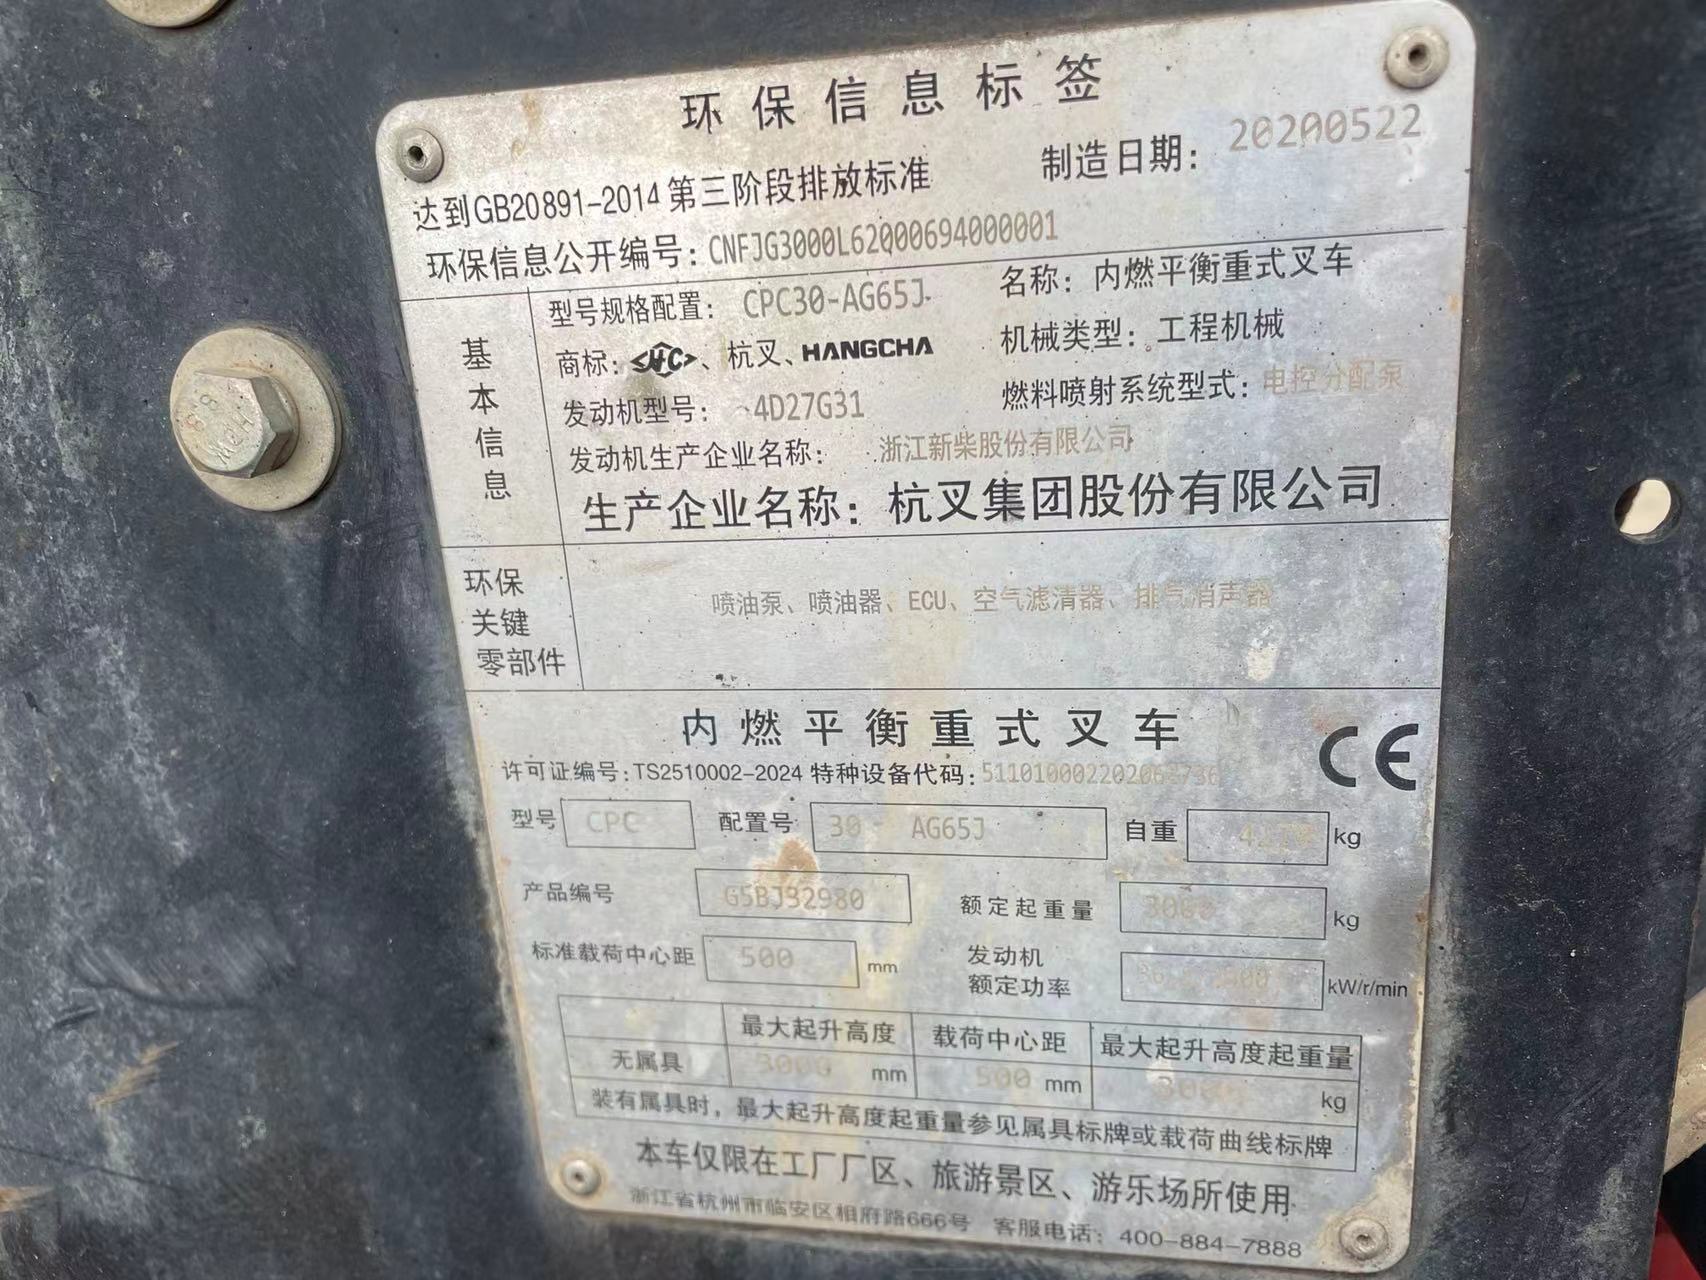 环保信息标签
达到GB20891-2014第三阶段排放标准 制造日期：20200522
环保信息公开编号：CNFJG3000L62000694000001
基本信息
型号规格配置：CPC30-AG65J 名称：内燃平衡重式叉车
商标：HC、杭叉、HANGCHA 机械类型：工程机械
发动机型号：4D27G31 燃料喷射系统型式：电控分配泵
发动机生产企业名称：浙江新柴股份有限公司
生产企业名称：杭叉集团股份有限公司
环保关键零部件
喷油泵、喷油器、ECU、空气滤清器、排气消声器
内燃平衡重式叉车 CE
许可证编号：TS2510002-2024 特种设备代码：
型号 CPC 配置号 30 AG65J 自重 kg
产品编号 G5BJ32980 额定起重量 3000 kg
标准载荷中心距 500 mm 发动机额定功率 kW/r/min
最大起升高度 载荷中心距 最大起升高度起重量
无属具 3000 mm 500 mm 3000 kg
装有属具时，最大起升高度起重量参见属具标牌或载荷曲线标牌
本车仅限在工厂厂区、旅游景区、游乐场所使用
浙江省杭州市临安区相府路666号 客服电话：400-884-7888
8.8